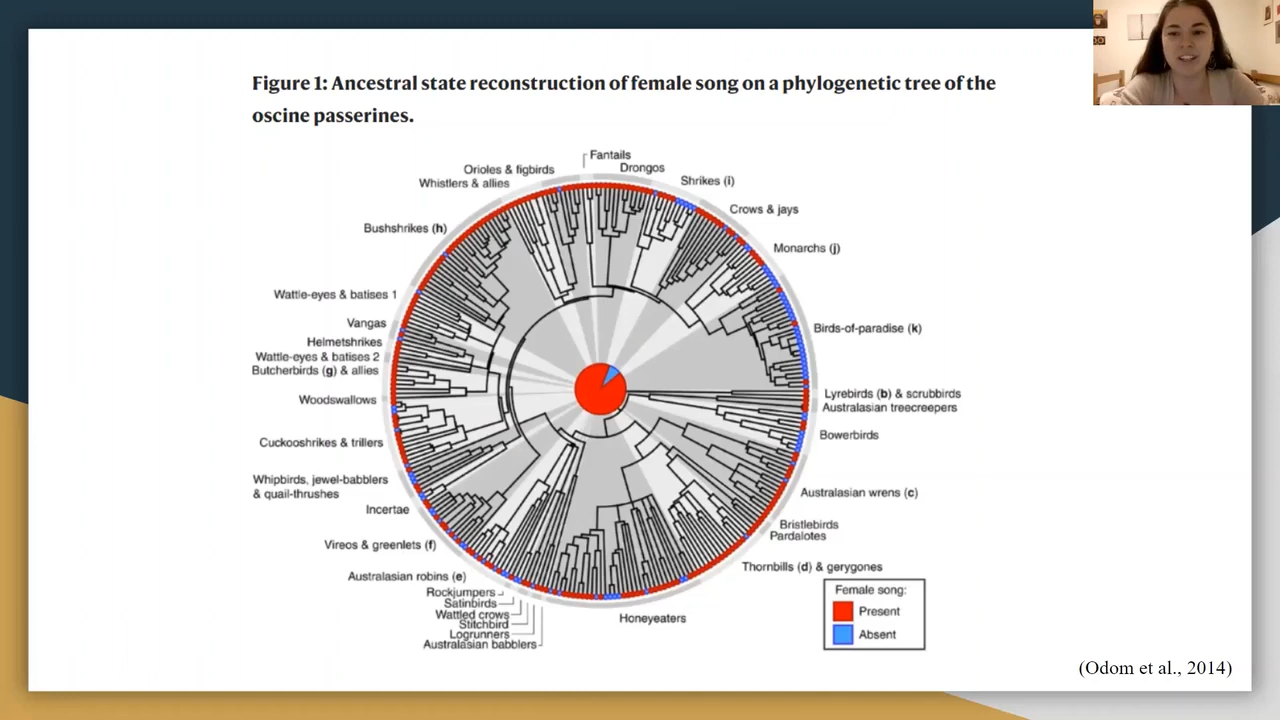 Figure 1: Ancestral state reconstruction of female song on a phylogenetic tree of the
oscine passerines.
Fantails
Orioles & figbirds
Drongos
Whistlers & allies
Shrikes (i)
Crows & jays
Bushshrikes (h)
Monarchs (j)
Wattle-eyes & batises 1
Vangas
Birds-of-paradise (k)
Helmetshrikes
Wattle-eyes & batises 2
Butcherbirds (g) & allies
Lyrebirds (b) & scrubbirds
Woodswallows
Australasian treecreepers
Bowerbirds
Cuckooshrikes & trillers
Whipbirds, jewel-babblers
& quail-thrushes
Australasian wrens (c)
Incertae
Bristlebirds
Pardalotes
Vireos & greenlets (f)
Thornbills (d) & gerygones
Australasian robins (e)
Rockjumpers
Satinbirds
Wattled crows
Stitchbird
Logrunners
Australasian babblers
Honeyeaters
Female song:
Present
Absent
(Odom et al., 2014)